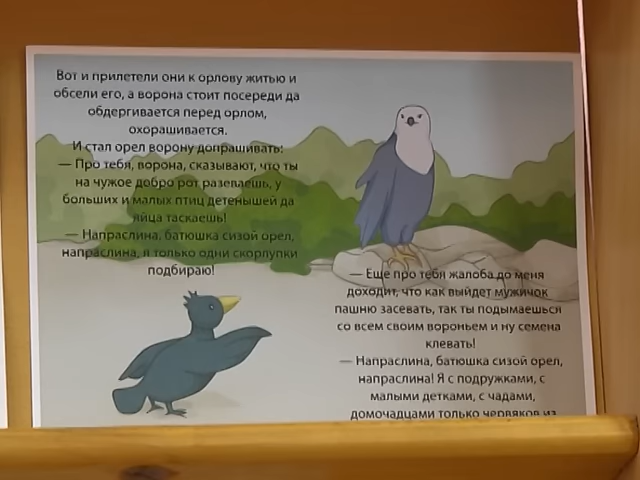 Вот и прилетели они к орлову житью и
обсели его, а ворона стоит посереди да
обдергивается перед орлом,
охорашивается.
И стал орел ворону допрашивать:
— Про тебя, ворона, сказывают, что ты
на чужое добро рот разеваешь, у
больших и малых птиц детенышей да
яйца таскаешь!
— Напраслина, батюшка сизой орел,
напраслина, я только одни скорлупки
подбираю!
— Еще про тебя жалоба до меня
доходит, что как выйдет мужичок
пашню засевать, так ты подымаешься
со всем своим вороньем и ну семена
клевать!
— Напраслина, батюшка сизой орел,
напраслина! Я с подружками, с
малыми детками, с чадами,
домочадцами только червяков из